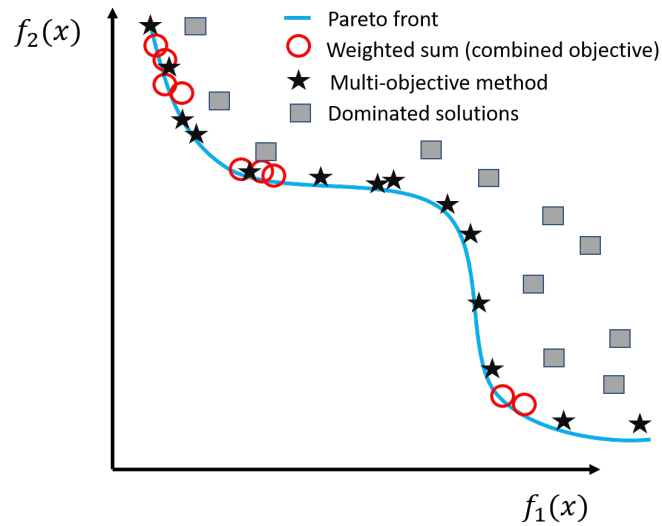 f₂(x)
Pareto front
Weighted sum (combined objective)
Multi-objective method
Dominated solutions
f₁(x)